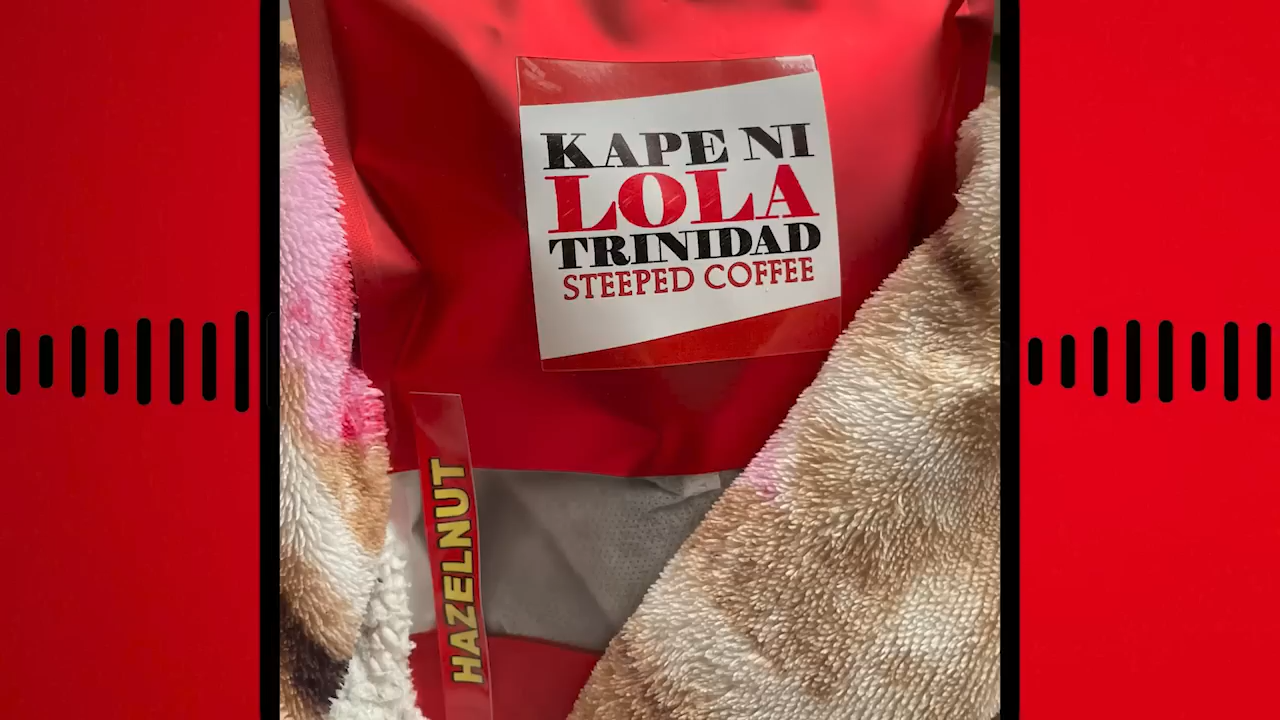 KAPE NI
LOLA
TRINIDAD
STEEPED COFFEE
HAZELNUT